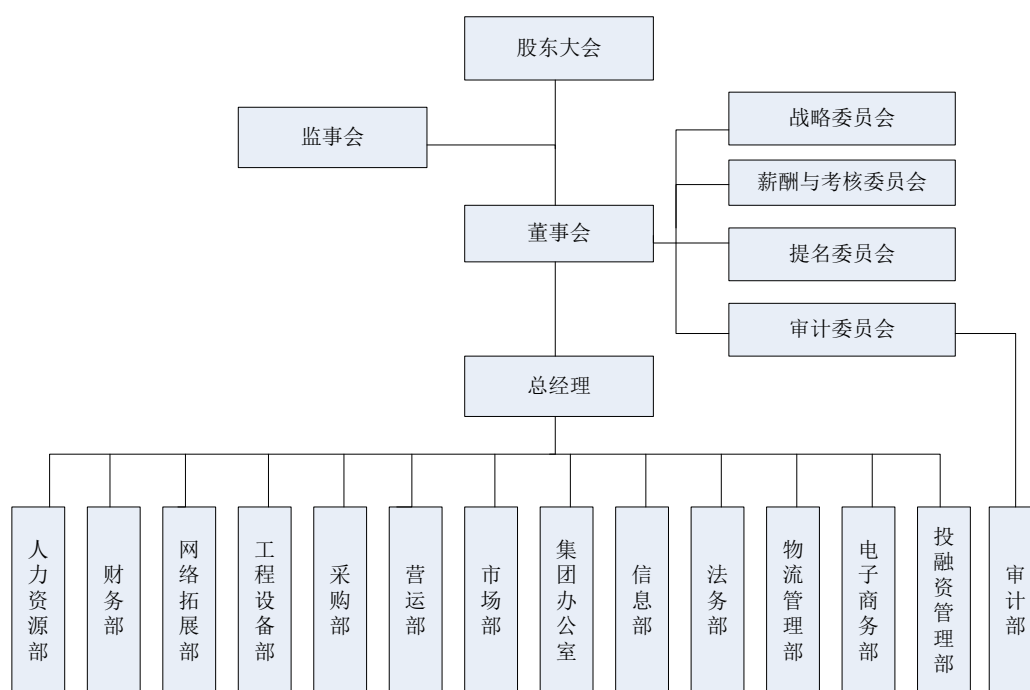 股东大会
监事会
战略委员会
薪酬与考核委员会
董事会
提名委员会
审计委员会
总经理
人力资源部
财务部
网络拓展部
工程设备部
采购部
营运部
市场部
集团办公室
信息部
法务部
物流管理部
电子商务部
投融资管理部
审计部